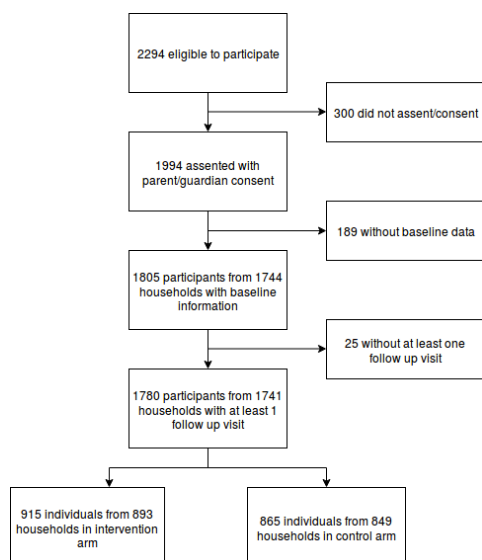 2294 eligible to participate
300 did not assent/consent
1994 assented with
parent/guardian consent
189 without baseline data
1805 participants from 1744
households with baseline
information
25 without at least one
follow up visit
1780 participants from 1741
households with at least 1
follow up visit
915 individuals from 893
households in intervention
arm
865 individuals from 849
households in control arm